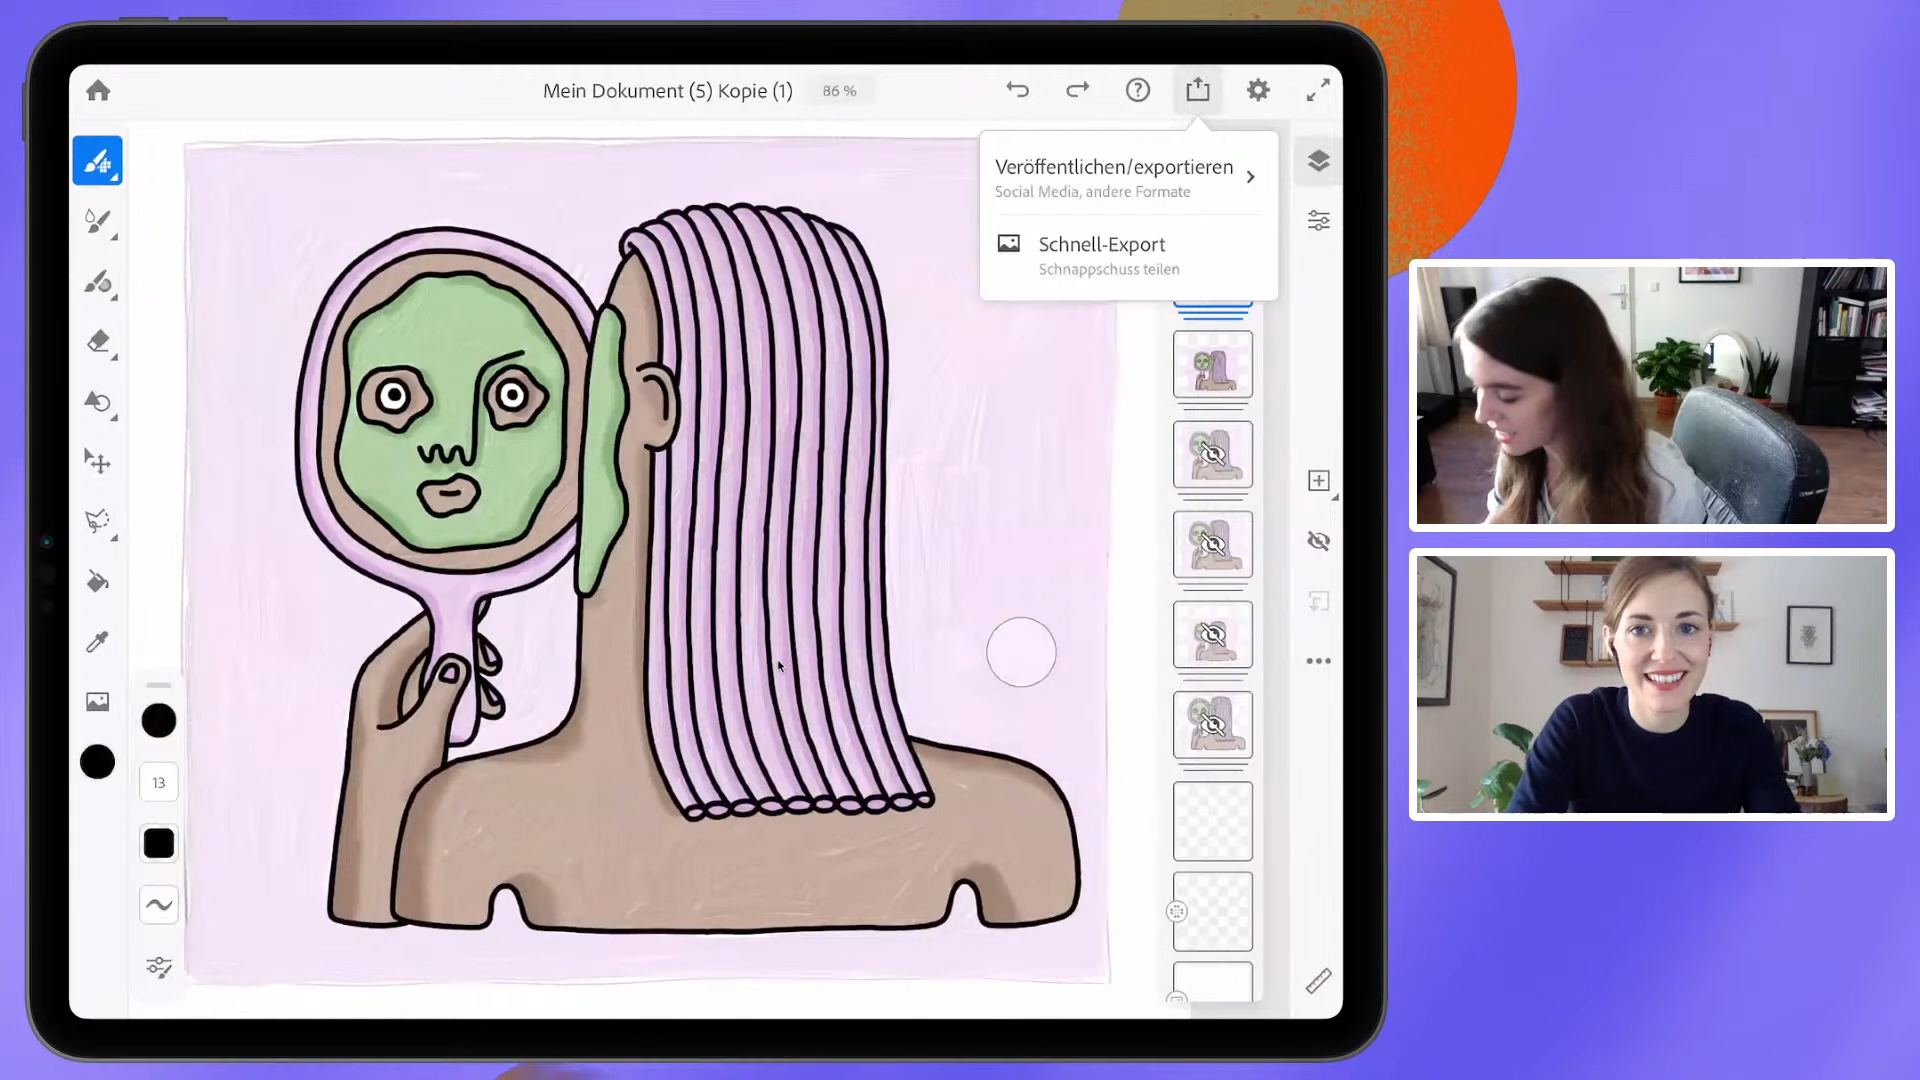 Mein Dokument (5) Kopie (1)
86 %
Veröffentlichen/exportieren
Social Media, andere Formate
Schnell-Export
Schnappschuss teilen
13